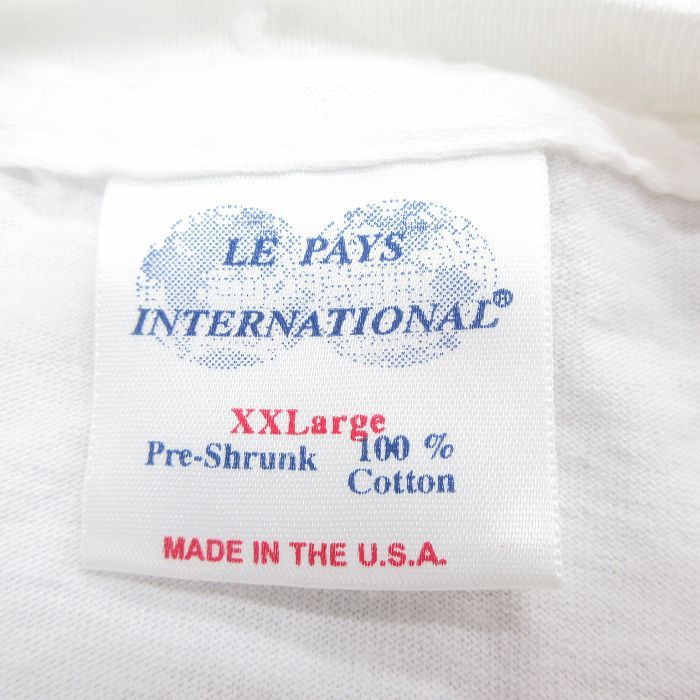 LE PAYS
INTERNATIONAL®
XXLarge
Pre-Shrunk 100 %
Cotton
MADE IN THE U.S.A.